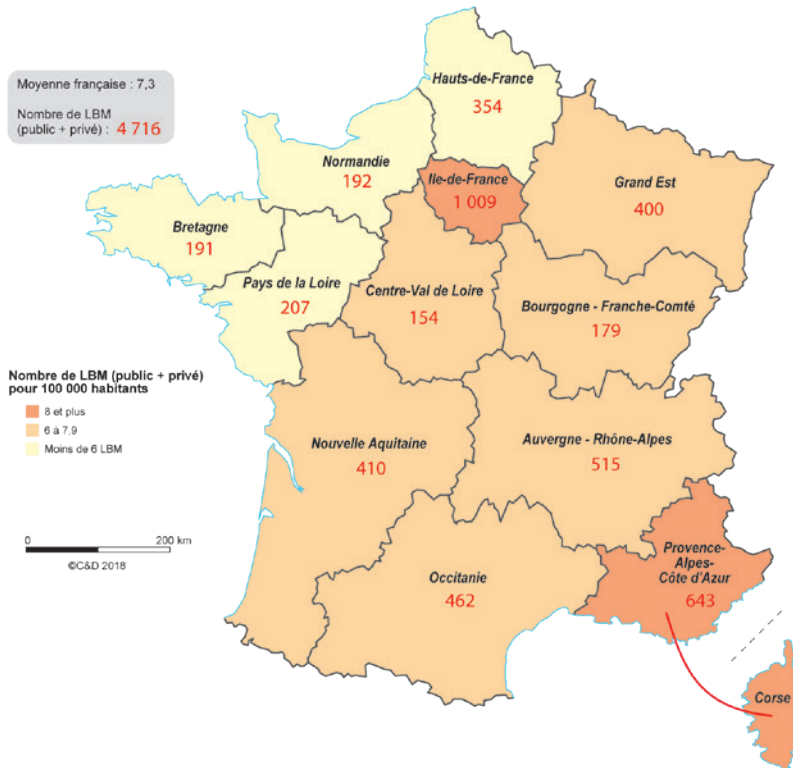 Moyenne française : 7,3
Nombre de LBM
(public + privé) : 4 716
Hauts-de-France
354
Normandie
192
Ile-de-France
1 009
Grand Est
400
Bretagne
191
Pays de la Loire
207
Centre-Val de Loire
154
Bourgogne - Franche-Comté
179
Nombre de LBM (public + privé)
pour 100 000 habitants
8 et plus
6 à 7,9
Moins de 6 LBM
Nouvelle Aquitaine
410
Auvergne - Rhône-Alpes
515
0 200 km
©C&D 2018
Occitanie
462
Provence-
Alpes-
Côte d'Azur
643
Corse